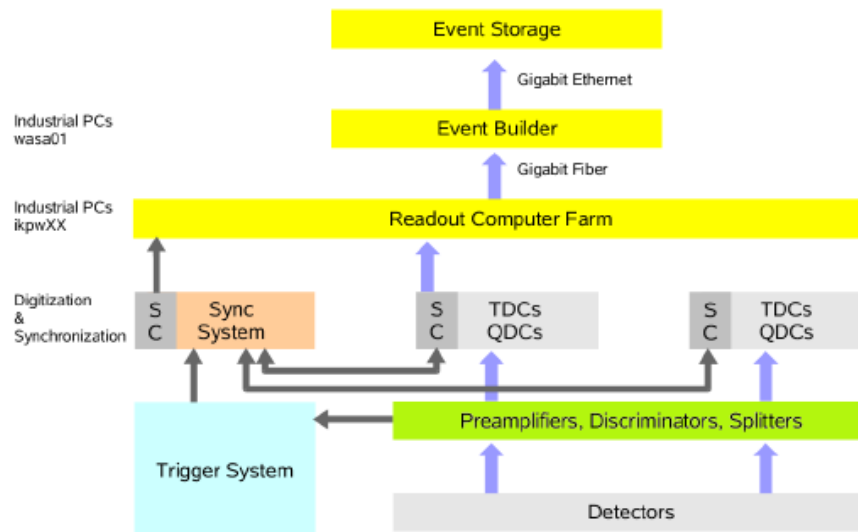 Event Storage
Gigabit Ethernet
Industrial PCs
wasa01
Event Builder
Gigabit Fiber
Industrial PCs
ikpwXX
Readout Computer Farm
Digitization
&
Synchronization
S
C
Sync
System
S
C
TDCs
QDCs
S
C
TDCs
QDCs
Preamplifiers, Discriminators, Splitters
Trigger System
Detectors